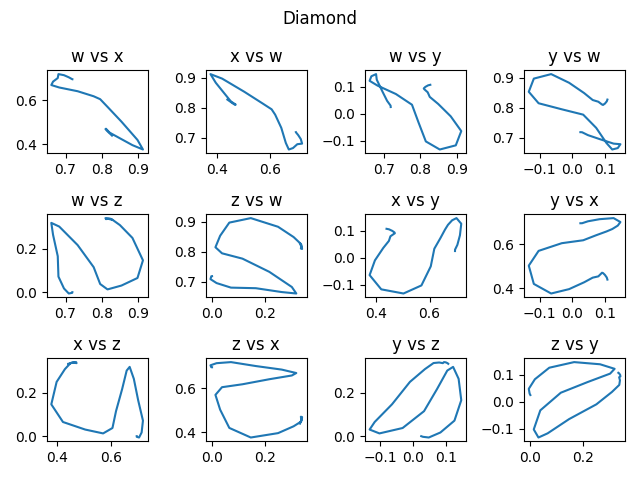 Diamond
w vs x
x vs w
w vs y
y vs w
0.6
0.4
0.7 0.8 0.9
0.9
0.8
0.7
0.4 0.6
0.1
0.0
−0.1
0.7 0.8 0.9
0.9
0.8
0.7
−0.1 0.0 0.1
w vs z
z vs w
x vs y
y vs x
0.2
0.0
0.7 0.8 0.9
0.9
0.8
0.7
0.0 0.2
0.1
0.0
−0.1
0.4 0.6
0.6
0.4
−0.1 0.0 0.1
x vs z
z vs x
y vs z
z vs y
0.2
0.0
0.4 0.6
0.6
0.4
0.0 0.2
0.2
0.0
−0.1 0.0 0.1
0.1
0.0
−0.1
0.0 0.2